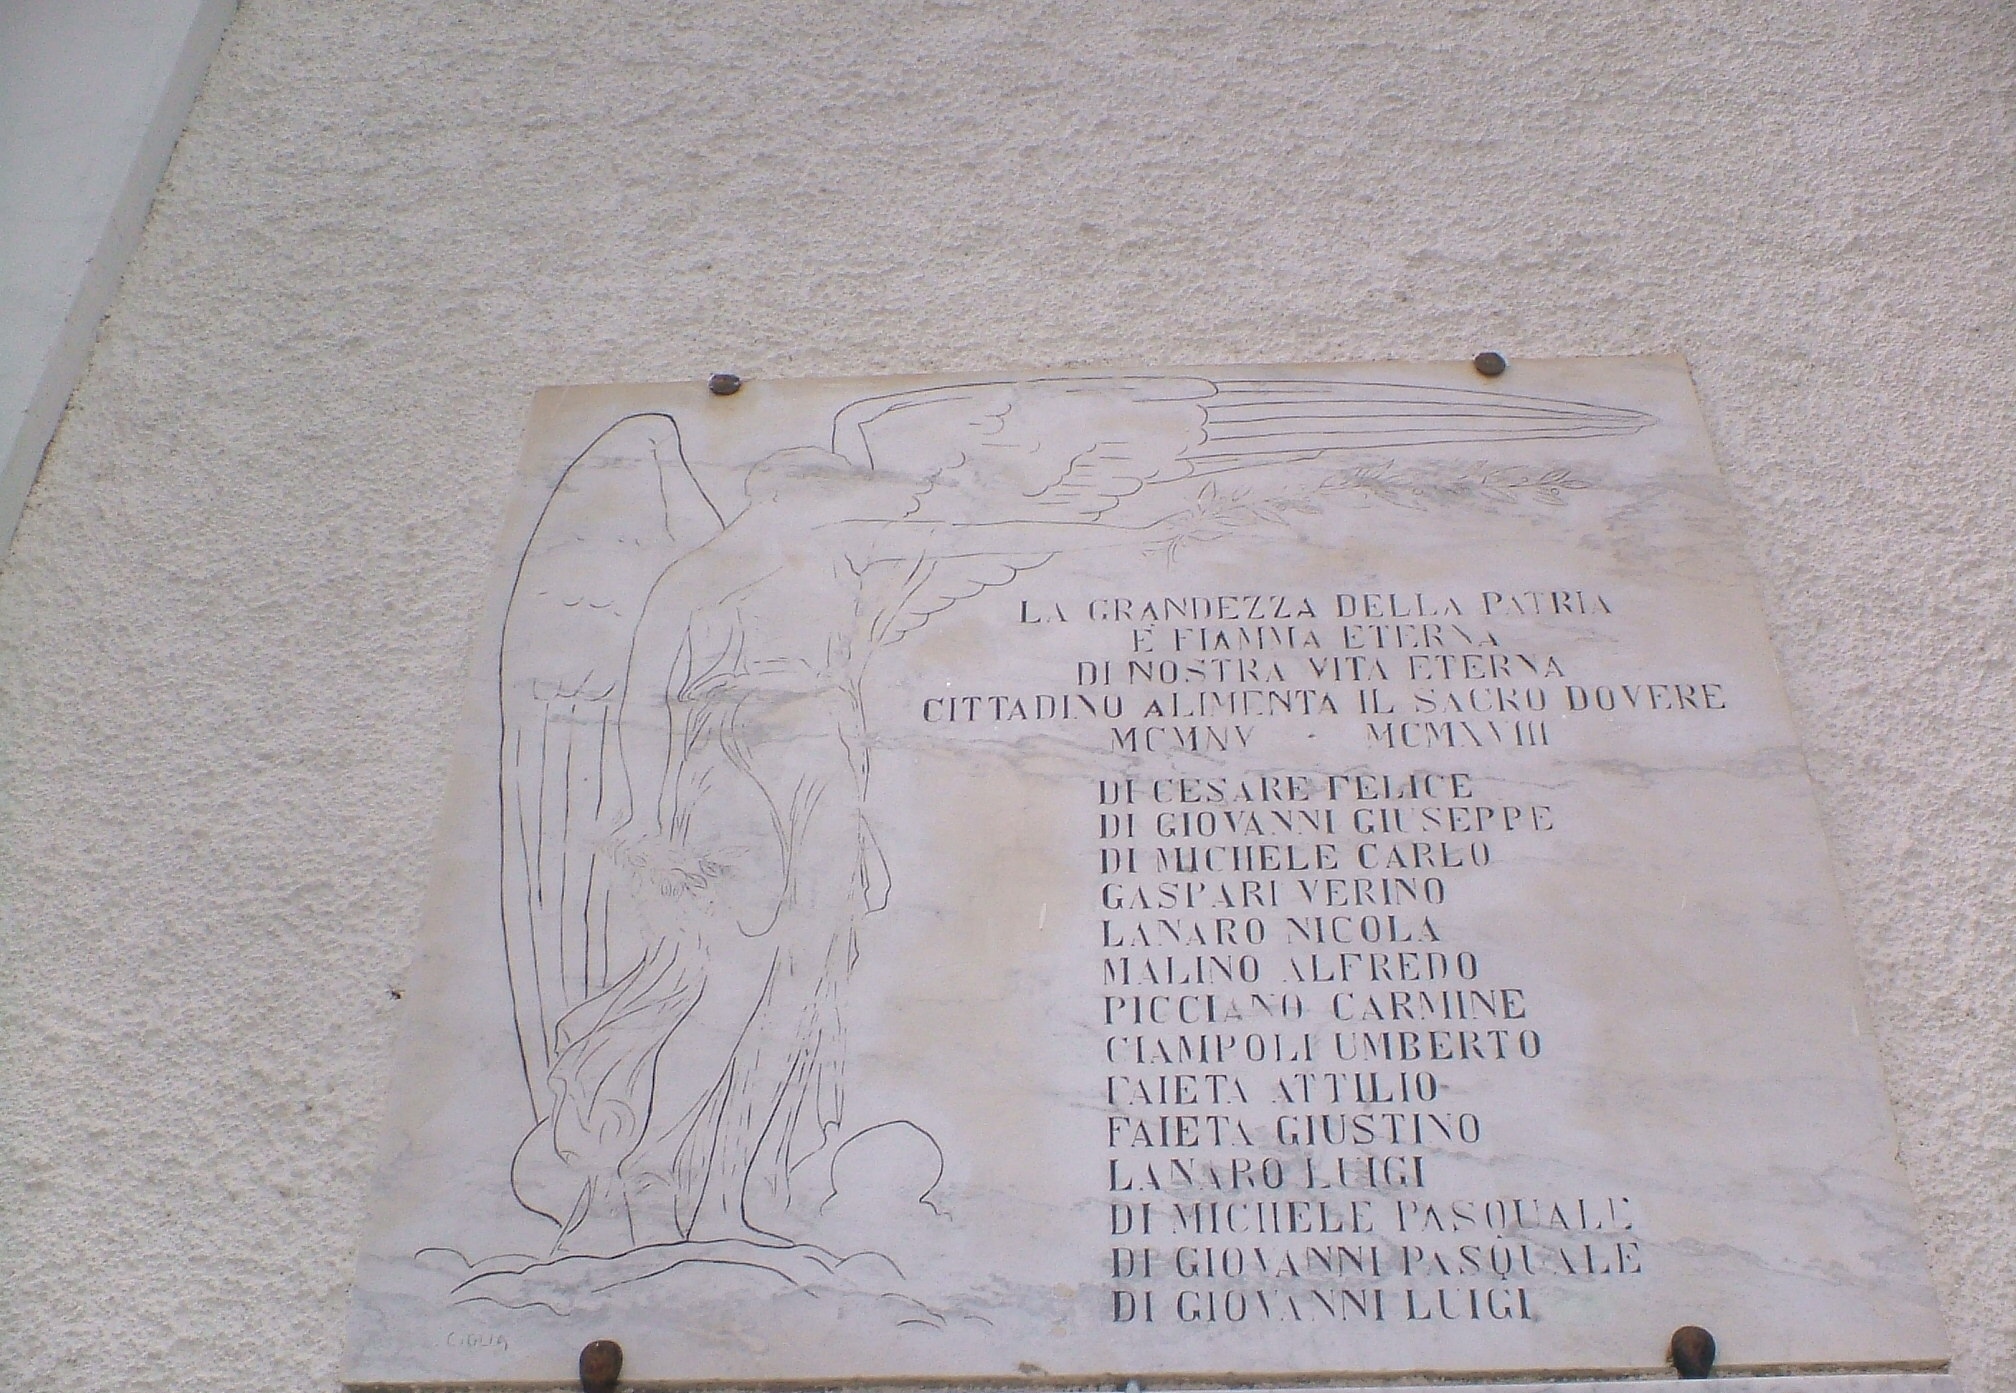 LA GRANDEZZA DELLA PATRIA
È FIAMMA ETERNA
DI NOSTRA VITA ETERNA
CITTADINO ALIMENTA IL SACRO DOVERE
MCMXV - MCMXVIII
DI CESARE FELICE
DI GIOVANNI GIUSEPPE
DI MICHELE CARLO
GASPARI VERINO
LANARO NICOLA
MALINO ALFREDO
PICCIANO CARMINE
CIAMPOLI UMBERTO
FAIETA ATTILIO
FAIETA GIUSTINO
LANARO LUIGI
DI MICHELE PASQUALE
DI GIOVANNI PASQUALE
DI GIOVANNI LUIGI